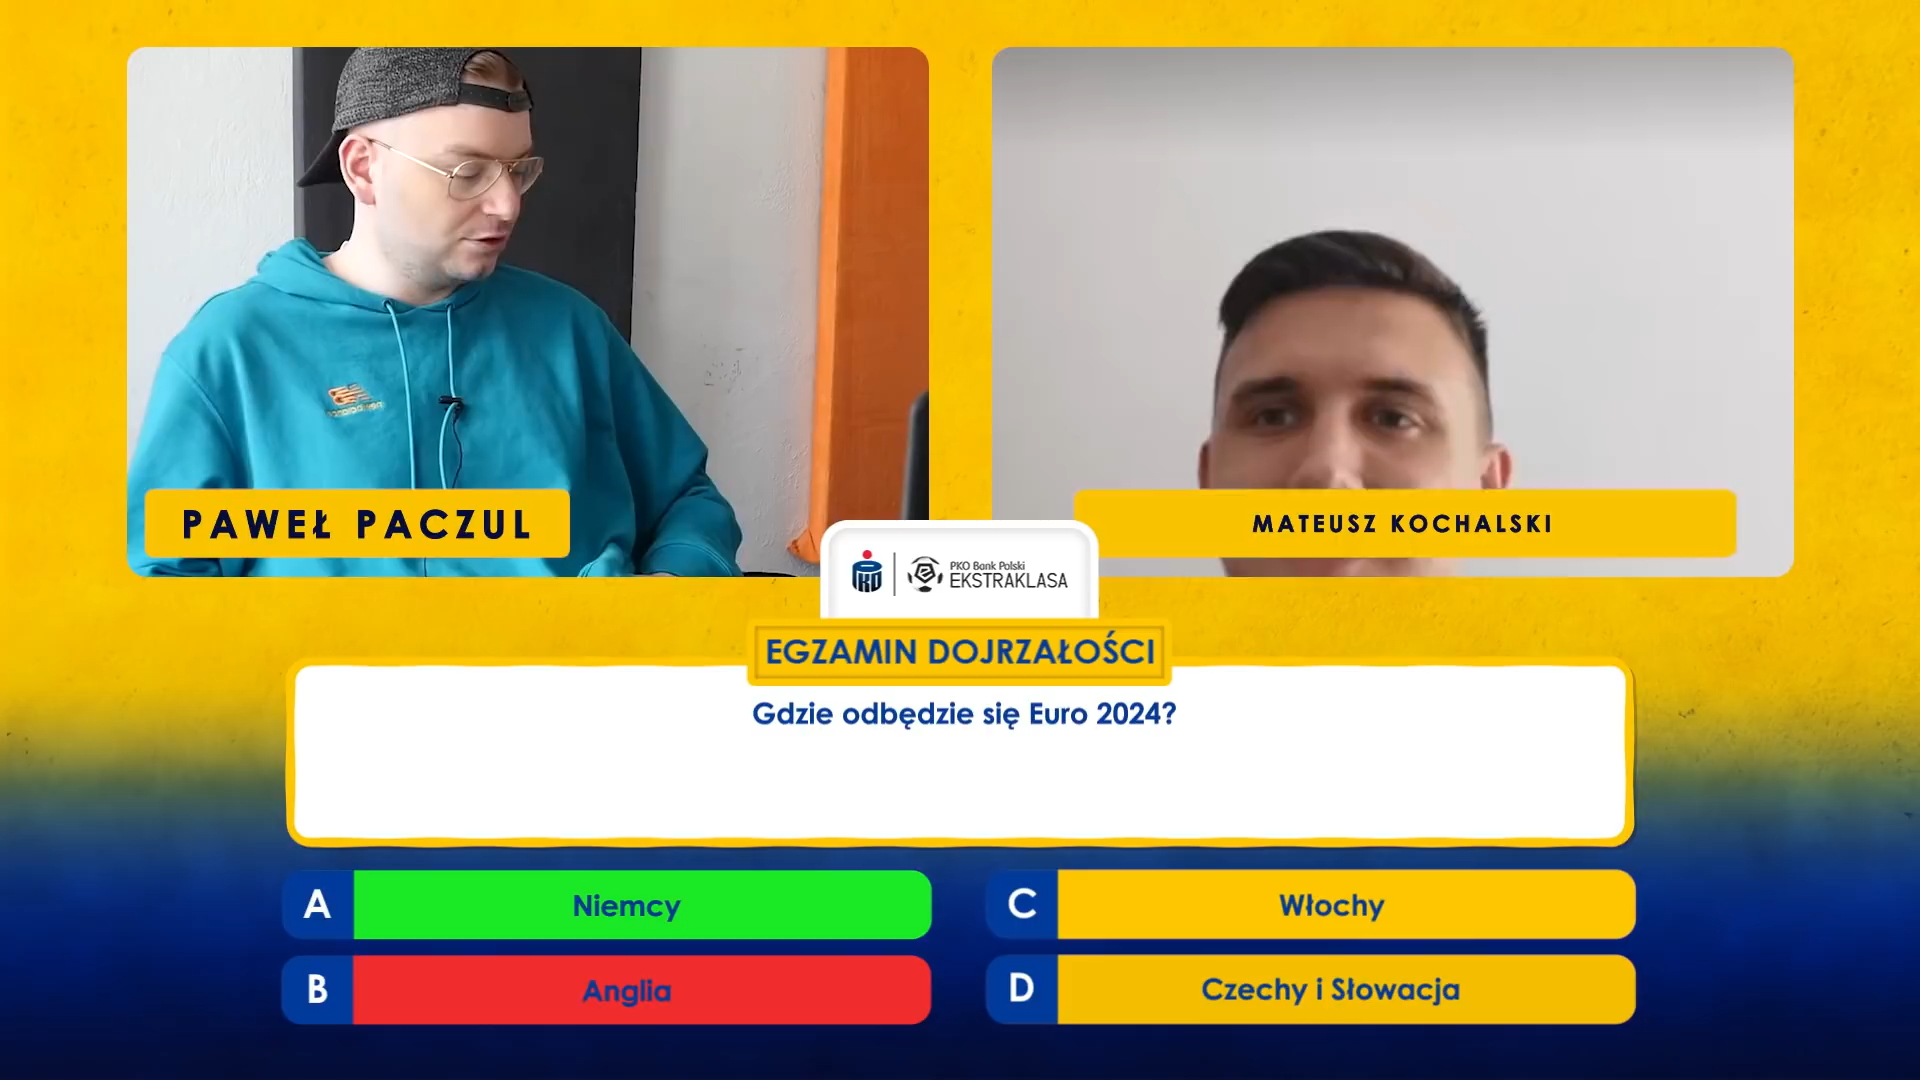 PAWEŁ PACZUL
MATEUSZ KOCHALSKI
PKO Bank Polski
EKSTRAKLASA
EGZAMIN DOJRZAŁOŚCI
Gdzie odbędzie się Euro 2024?
A Niemcy
B Anglia
C Włochy
D Czechy i Słowacja